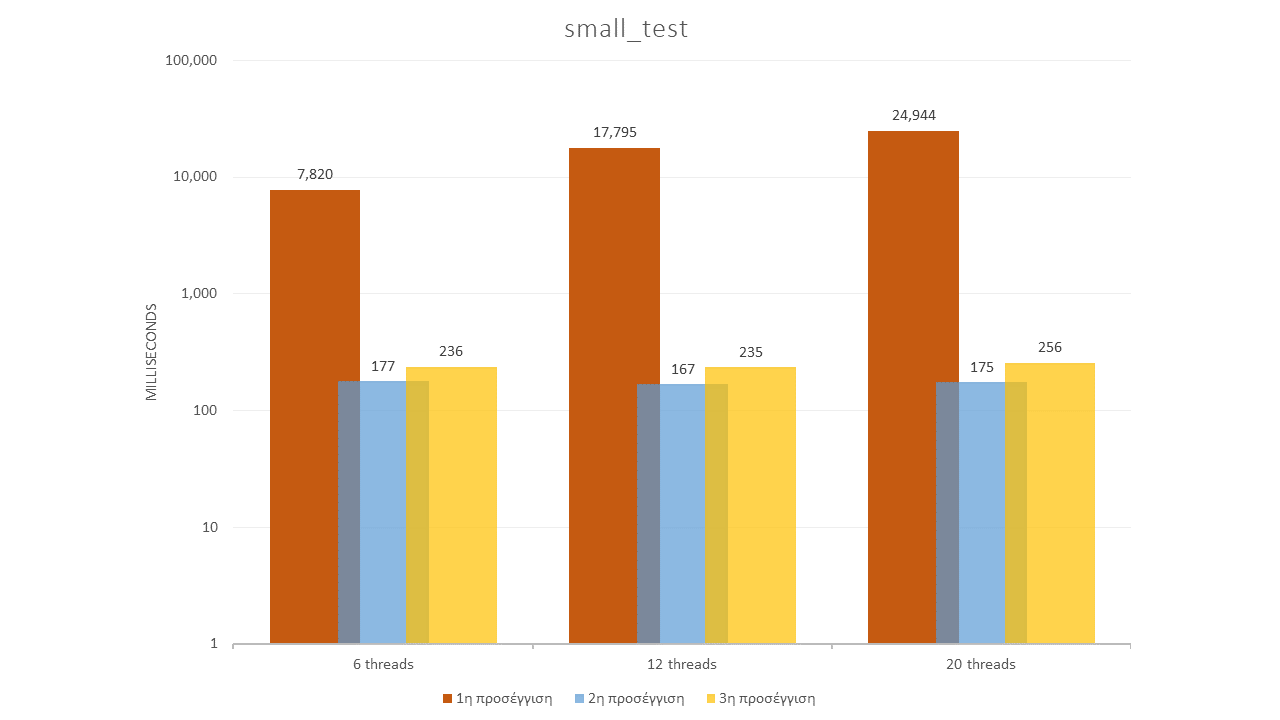 small_test
100,000
10,000
1,000
100
10
1
MILLISECONDS
7,820
177
236
17,795
167
235
24,944
175
256
6 threads
12 threads
20 threads
1η προσέγγιση
2η προσέγγιση
3η προσέγγιση